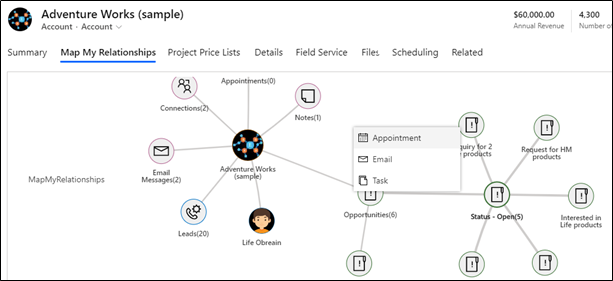 Adventure Works (sample)
Account · Account
$60,000.00
Annual Revenue
4,300
Number of
Summary
Map My Relationships
Project Price Lists
Details
Field Service
Files
Scheduling
Related
MapMyRelationships
Appointments(0)
Connections(2)
Notes(1)
Email
Messages(2)
Adventure Works
(sample)
Leads(20)
Life Obreain
Appointment
Email
Task
Opportunities(6)
quiry for 2
products
Request for HM
products
Status - Open(5)
Interested in
Life products